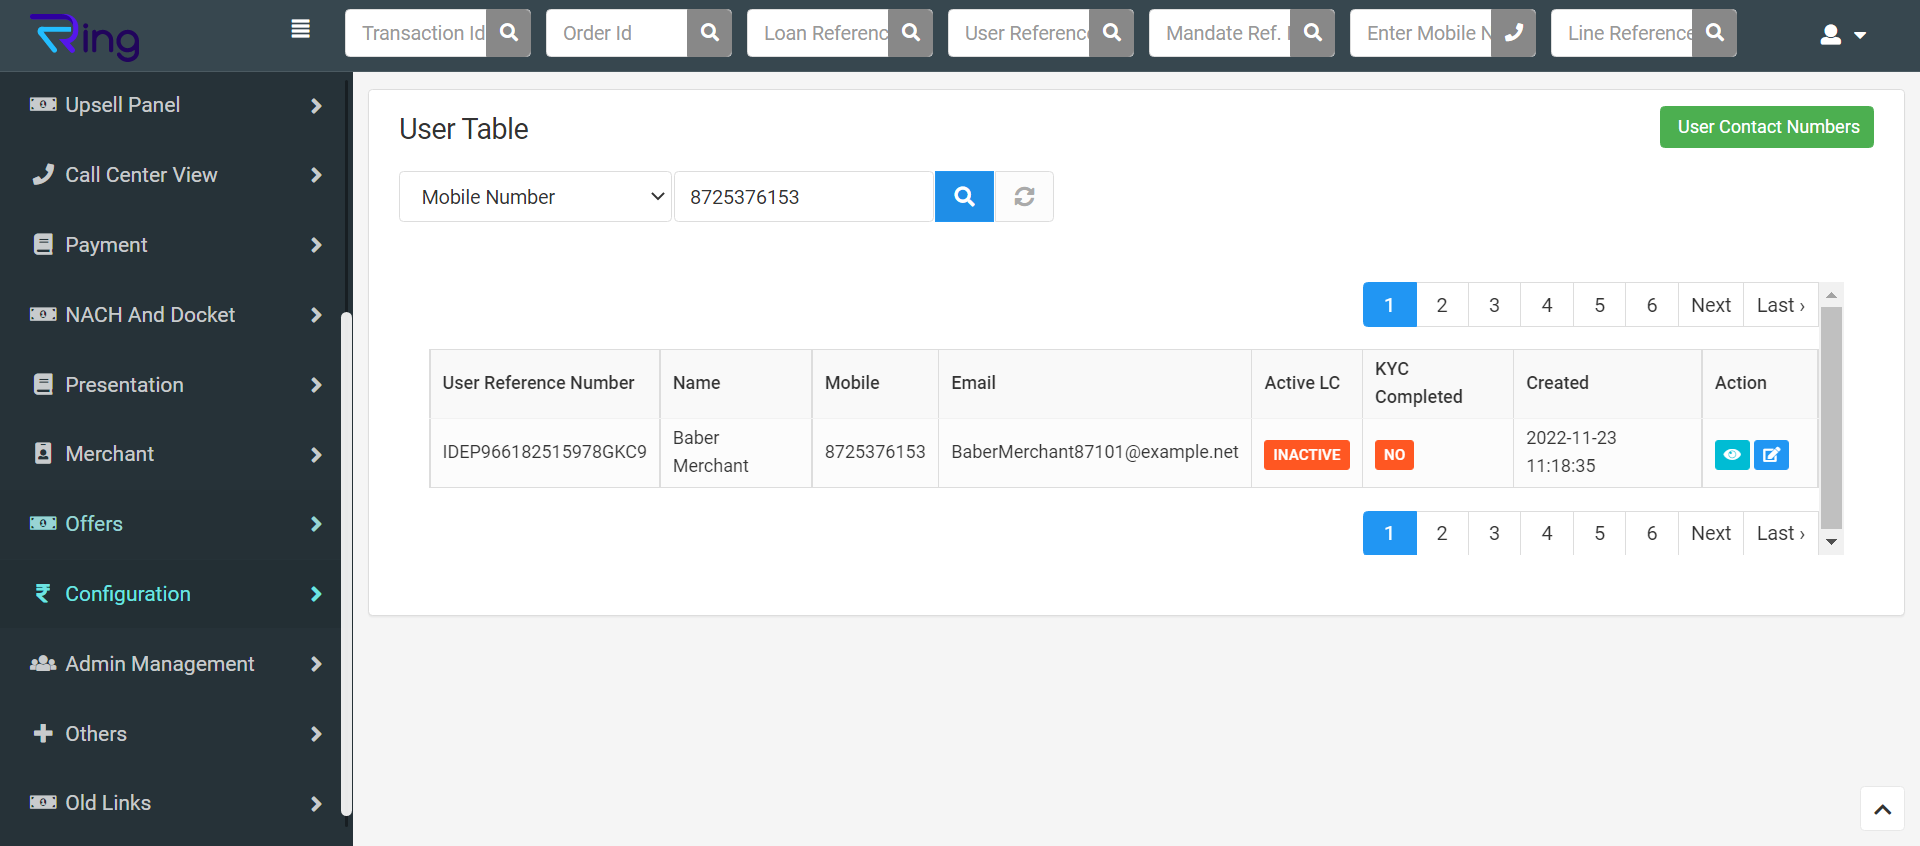 Ring
Transaction Id
Order Id
Loan Referenc
User Referenc
Mandate Ref.
Enter Mobile N
Line Reference
Upsell Panel
Call Center View
Payment
NACH And Docket
Presentation
Merchant
Offers
Configuration
Admin Management
Others
Old Links
User Table
User Contact Numbers
Mobile Number
8725376153
1 2 3 4 5 6 Next Last ›
User Reference Number Name Mobile Email Active LC KYC Completed Created Action
IDEP966182515978GKC9 Baber Merchant 8725376153 BaberMerchant87101@example.net INACTIVE NO 2022-11-23 11:18:35
1 2 3 4 5 6 Next Last ›